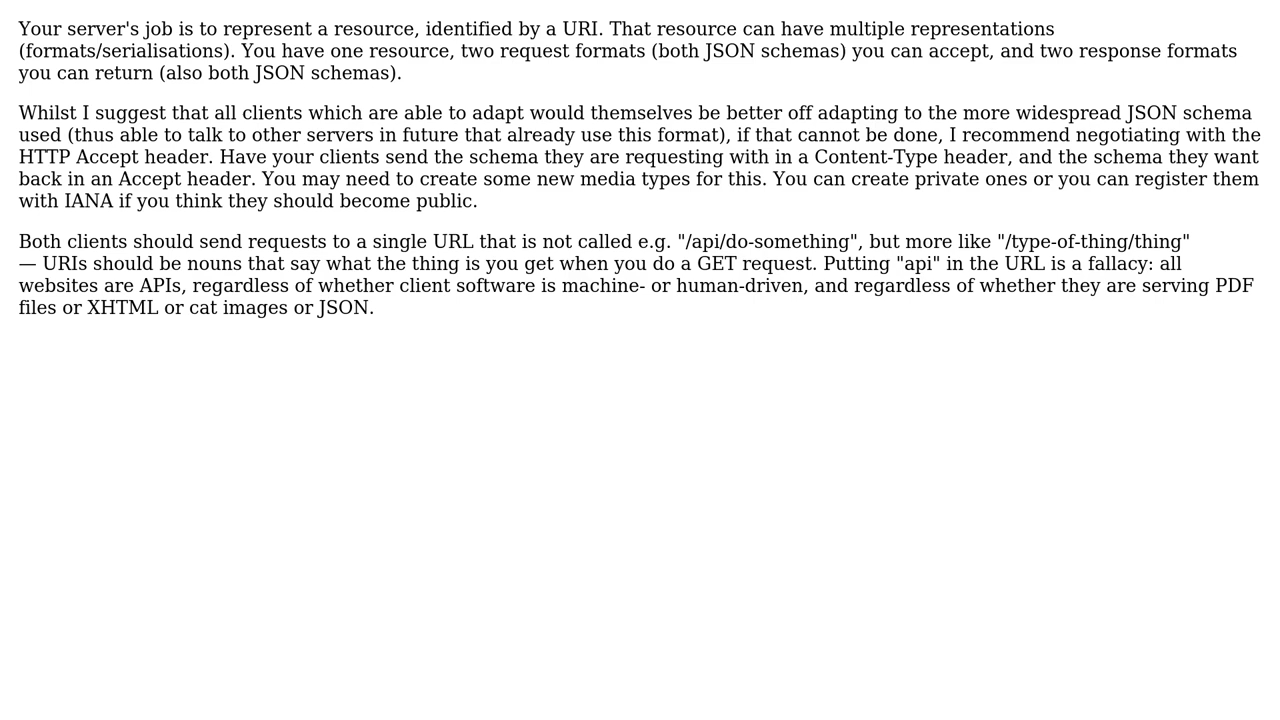 Your server's job is to represent a resource, identified by a URI. That resource can have multiple representations
(formats/serialisations). You have one resource, two request formats (both JSON schemas) you can accept, and two response formats
you can return (also both JSON schemas).
Whilst I suggest that all clients which are able to adapt would themselves be better off adapting to the more widespread JSON schema
used (thus able to talk to other servers in future that already use this format), if that cannot be done, I recommend negotiating with the
HTTP Accept header. Have your clients send the schema they are requesting with in a Content-Type header, and the schema they want
back in an Accept header. You may need to create some new media types for this. You can create private ones or you can register them
with IANA if you think they should become public.
Both clients should send requests to a single URL that is not called e.g. "/api/do-something", but more like "/type-of-thing/thing"
— URIs should be nouns that say what the thing is you get when you do a GET request. Putting "api" in the URL is a fallacy: all
websites are APIs, regardless of whether client software is machine- or human-driven, and regardless of whether they are serving PDF
files or XHTML or cat images or JSON.